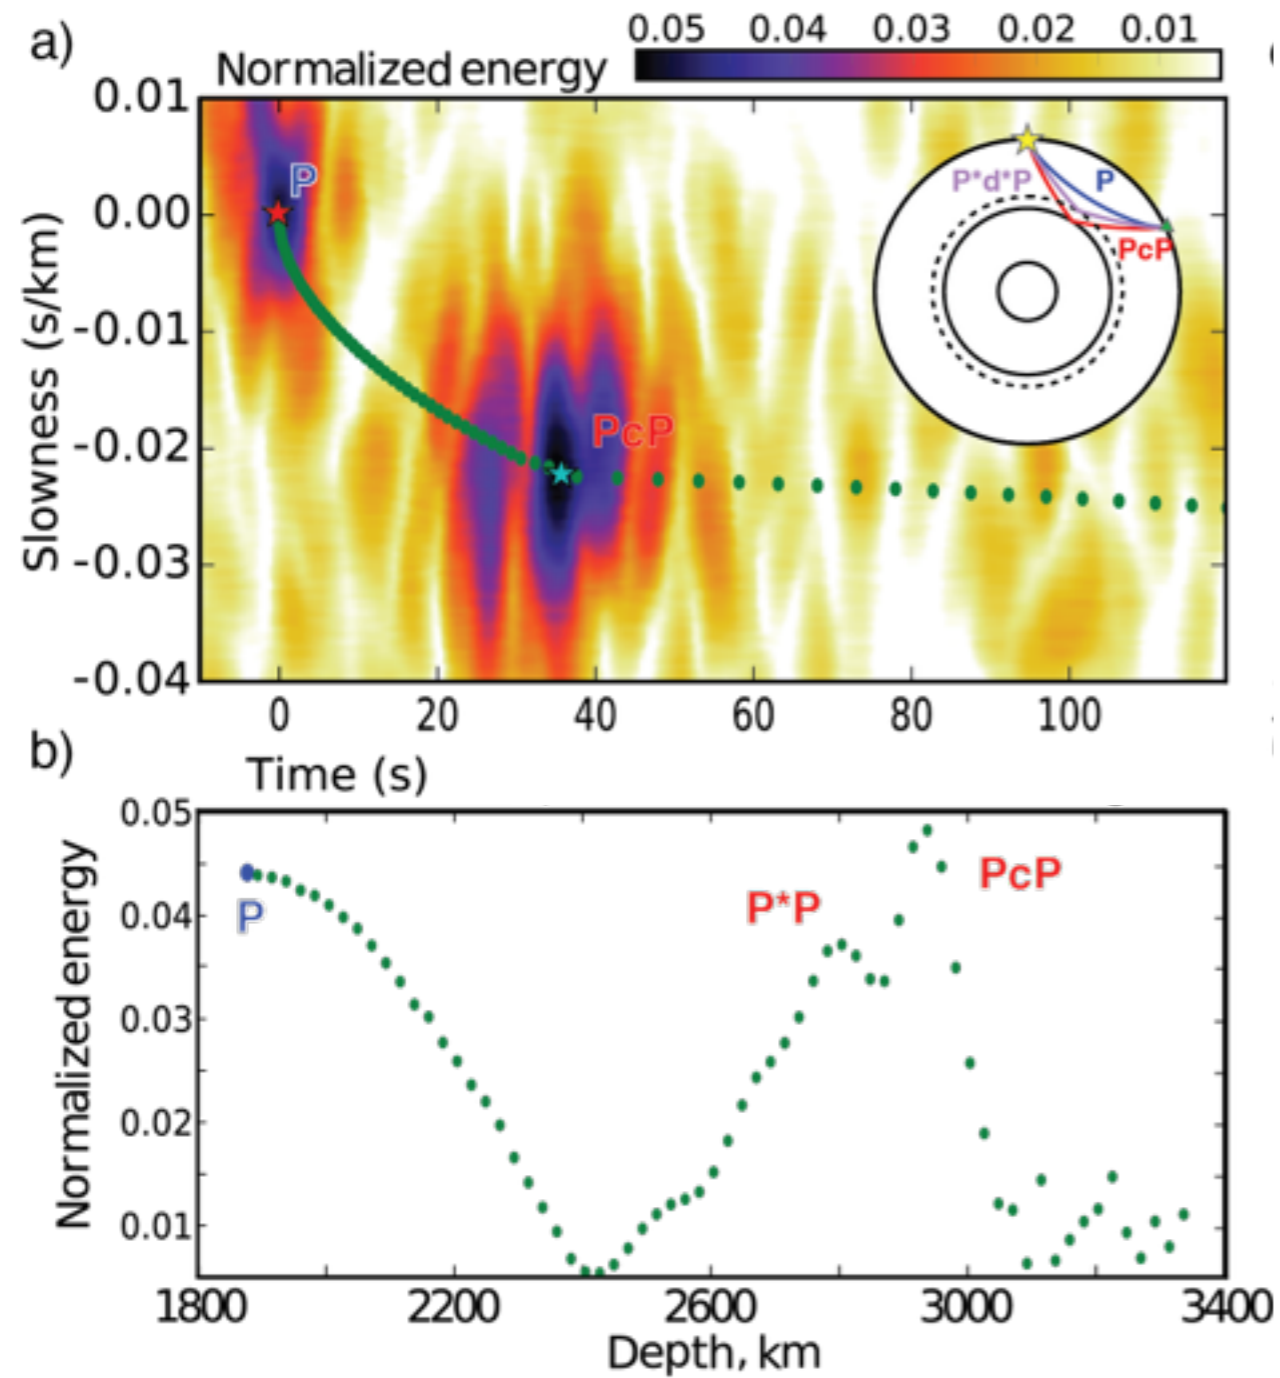 a)
Normalized energy
0.05 0.04 0.03 0.02 0.01
0.01
0.00
-0.01
-0.02
-0.03
-0.04
Slowness (s/km)
P
PcP
P*d*P
P
PcP
0 20 40 60 80 100
Time (s)
b)
0.05
0.04
0.03
0.02
0.01
Normalized energy
P
P*P
PcP
1800 2200 2600 3000 3400
Depth, km